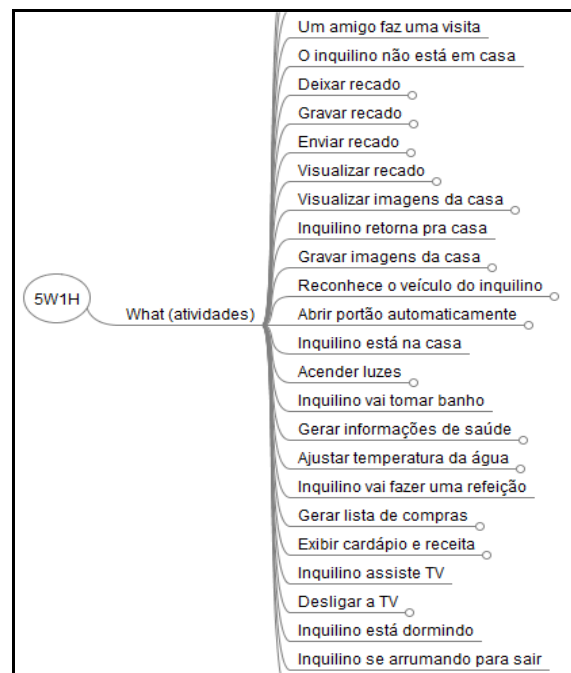 5W1H
What (atividades)
Um amigo faz uma visita
O inquilino não está em casa
Deixar recado
Gravar recado
Enviar recado
Visualizar recado
Visualizar imagens da casa
Inquilino retorna pra casa
Gravar imagens da casa
Reconhece o veículo do inquilino
Abrir portão automaticamente
Inquilino está na casa
Acender luzes
Inquilino vai tomar banho
Gerar informações de saúde
Ajustar temperatura da água
Inquilino vai fazer uma refeição
Gerar lista de compras
Exibir cardápio e receita
Inquilino assiste TV
Desligar a TV
Inquilino está dormindo
Inquilino se arrumando para sair